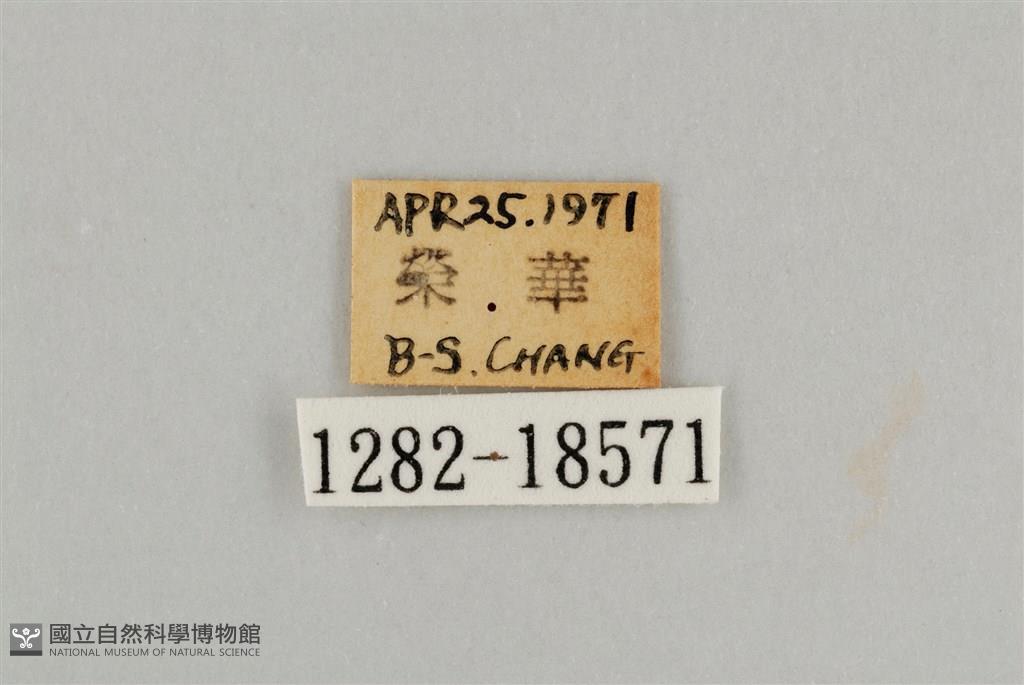 APR25.1971
榮 華
B-S. CHANG
1282-18571
國立自然科學博物館
NATIONAL MUSEUM OF NATURAL SCIENCE